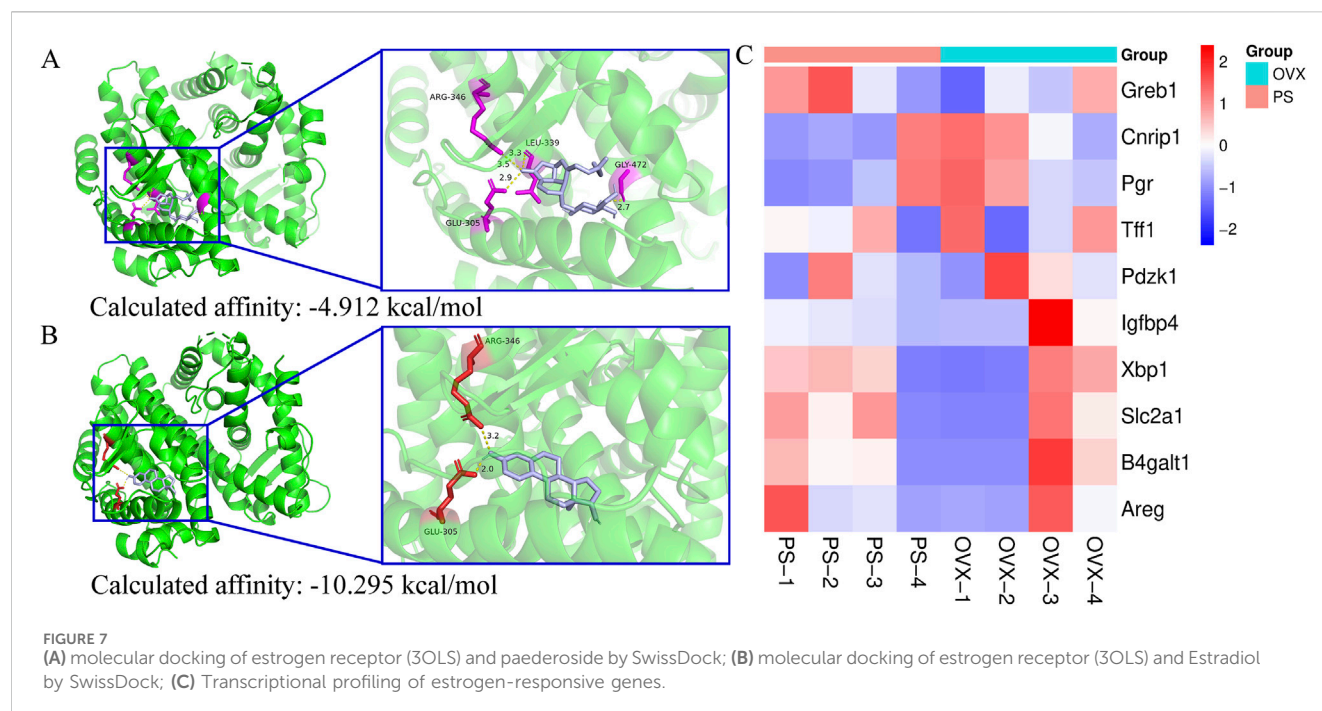 A
ARG-346
LEU-339
3.3
3.5
2.9
GLY-472
2.7
GLU-305
Calculated affinity: -4.912 kcal/mol
B
ARG-346
3.2
2.0
GLU-305
Calculated affinity: -10.295 kcal/mol
C
Group
Greb1
Cnrip1
Pgr
Tff1
Pdzk1
Igfbp4
Xbp1
Slc2a1
B4galt1
Areg
PS-1
PS-2
PS-3
PS-4
OVX-1
OVX-2
OVX-3
OVX-4
2
1
0
-1
-2
Group
OVX
PS
FIGURE 7
(A) molecular docking of estrogen receptor (3OLS) and paederoside by SwissDock; (B) molecular docking of estrogen receptor (3OLS) and Estradiol
by SwissDock; (C) Transcriptional profiling of estrogen-responsive genes.